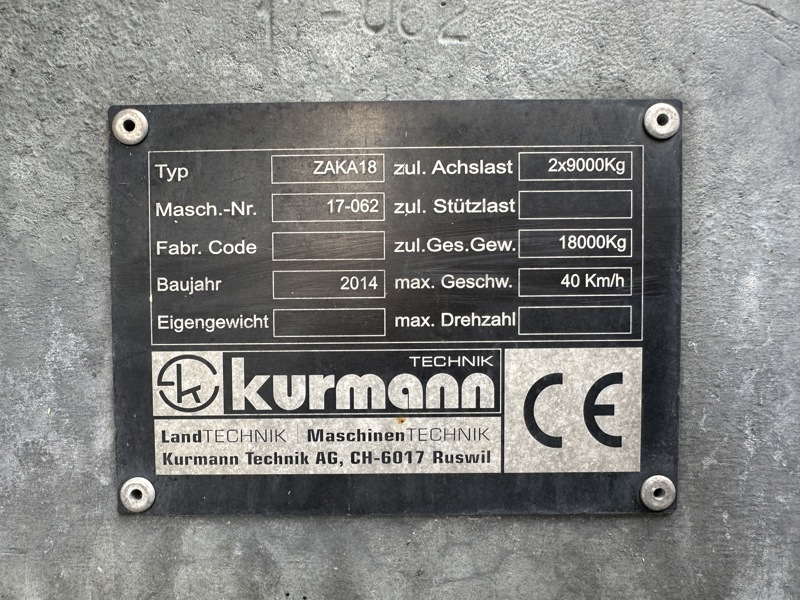 17-062
Typ ZAKA18 zul. Achslast 2x9000Kg
Masch.-Nr. 17-062 zul. Stützlast
Fabr. Code zul.Ges.Gew. 18000Kg
Baujahr 2014 max. Geschw. 40 Km/h
Eigengewicht max. Drehzahl
TECHNIK
k kurmann CE
LandTECHNIK | MaschinenTECHNIK
Kurmann Technik AG, CH-6017 Ruswil